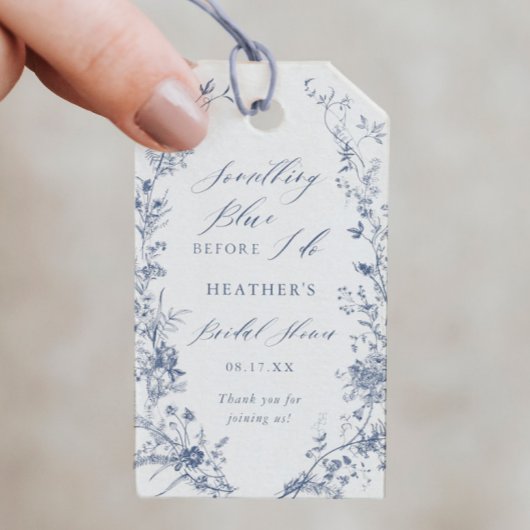 Something
Blue
BEFORE I do
HEATHER'S
Bridal Shower
08.17.XX
Thank you for
joining us!